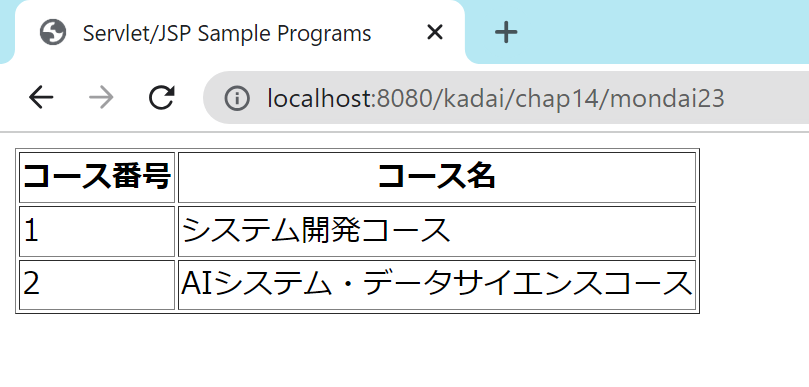 Servlet/JSP Sample Programs
localhost:8080/kadai/chap14/mondai23
コース番号 コース名
1 システム開発コース
2 AIシステム・データサイエンスコース